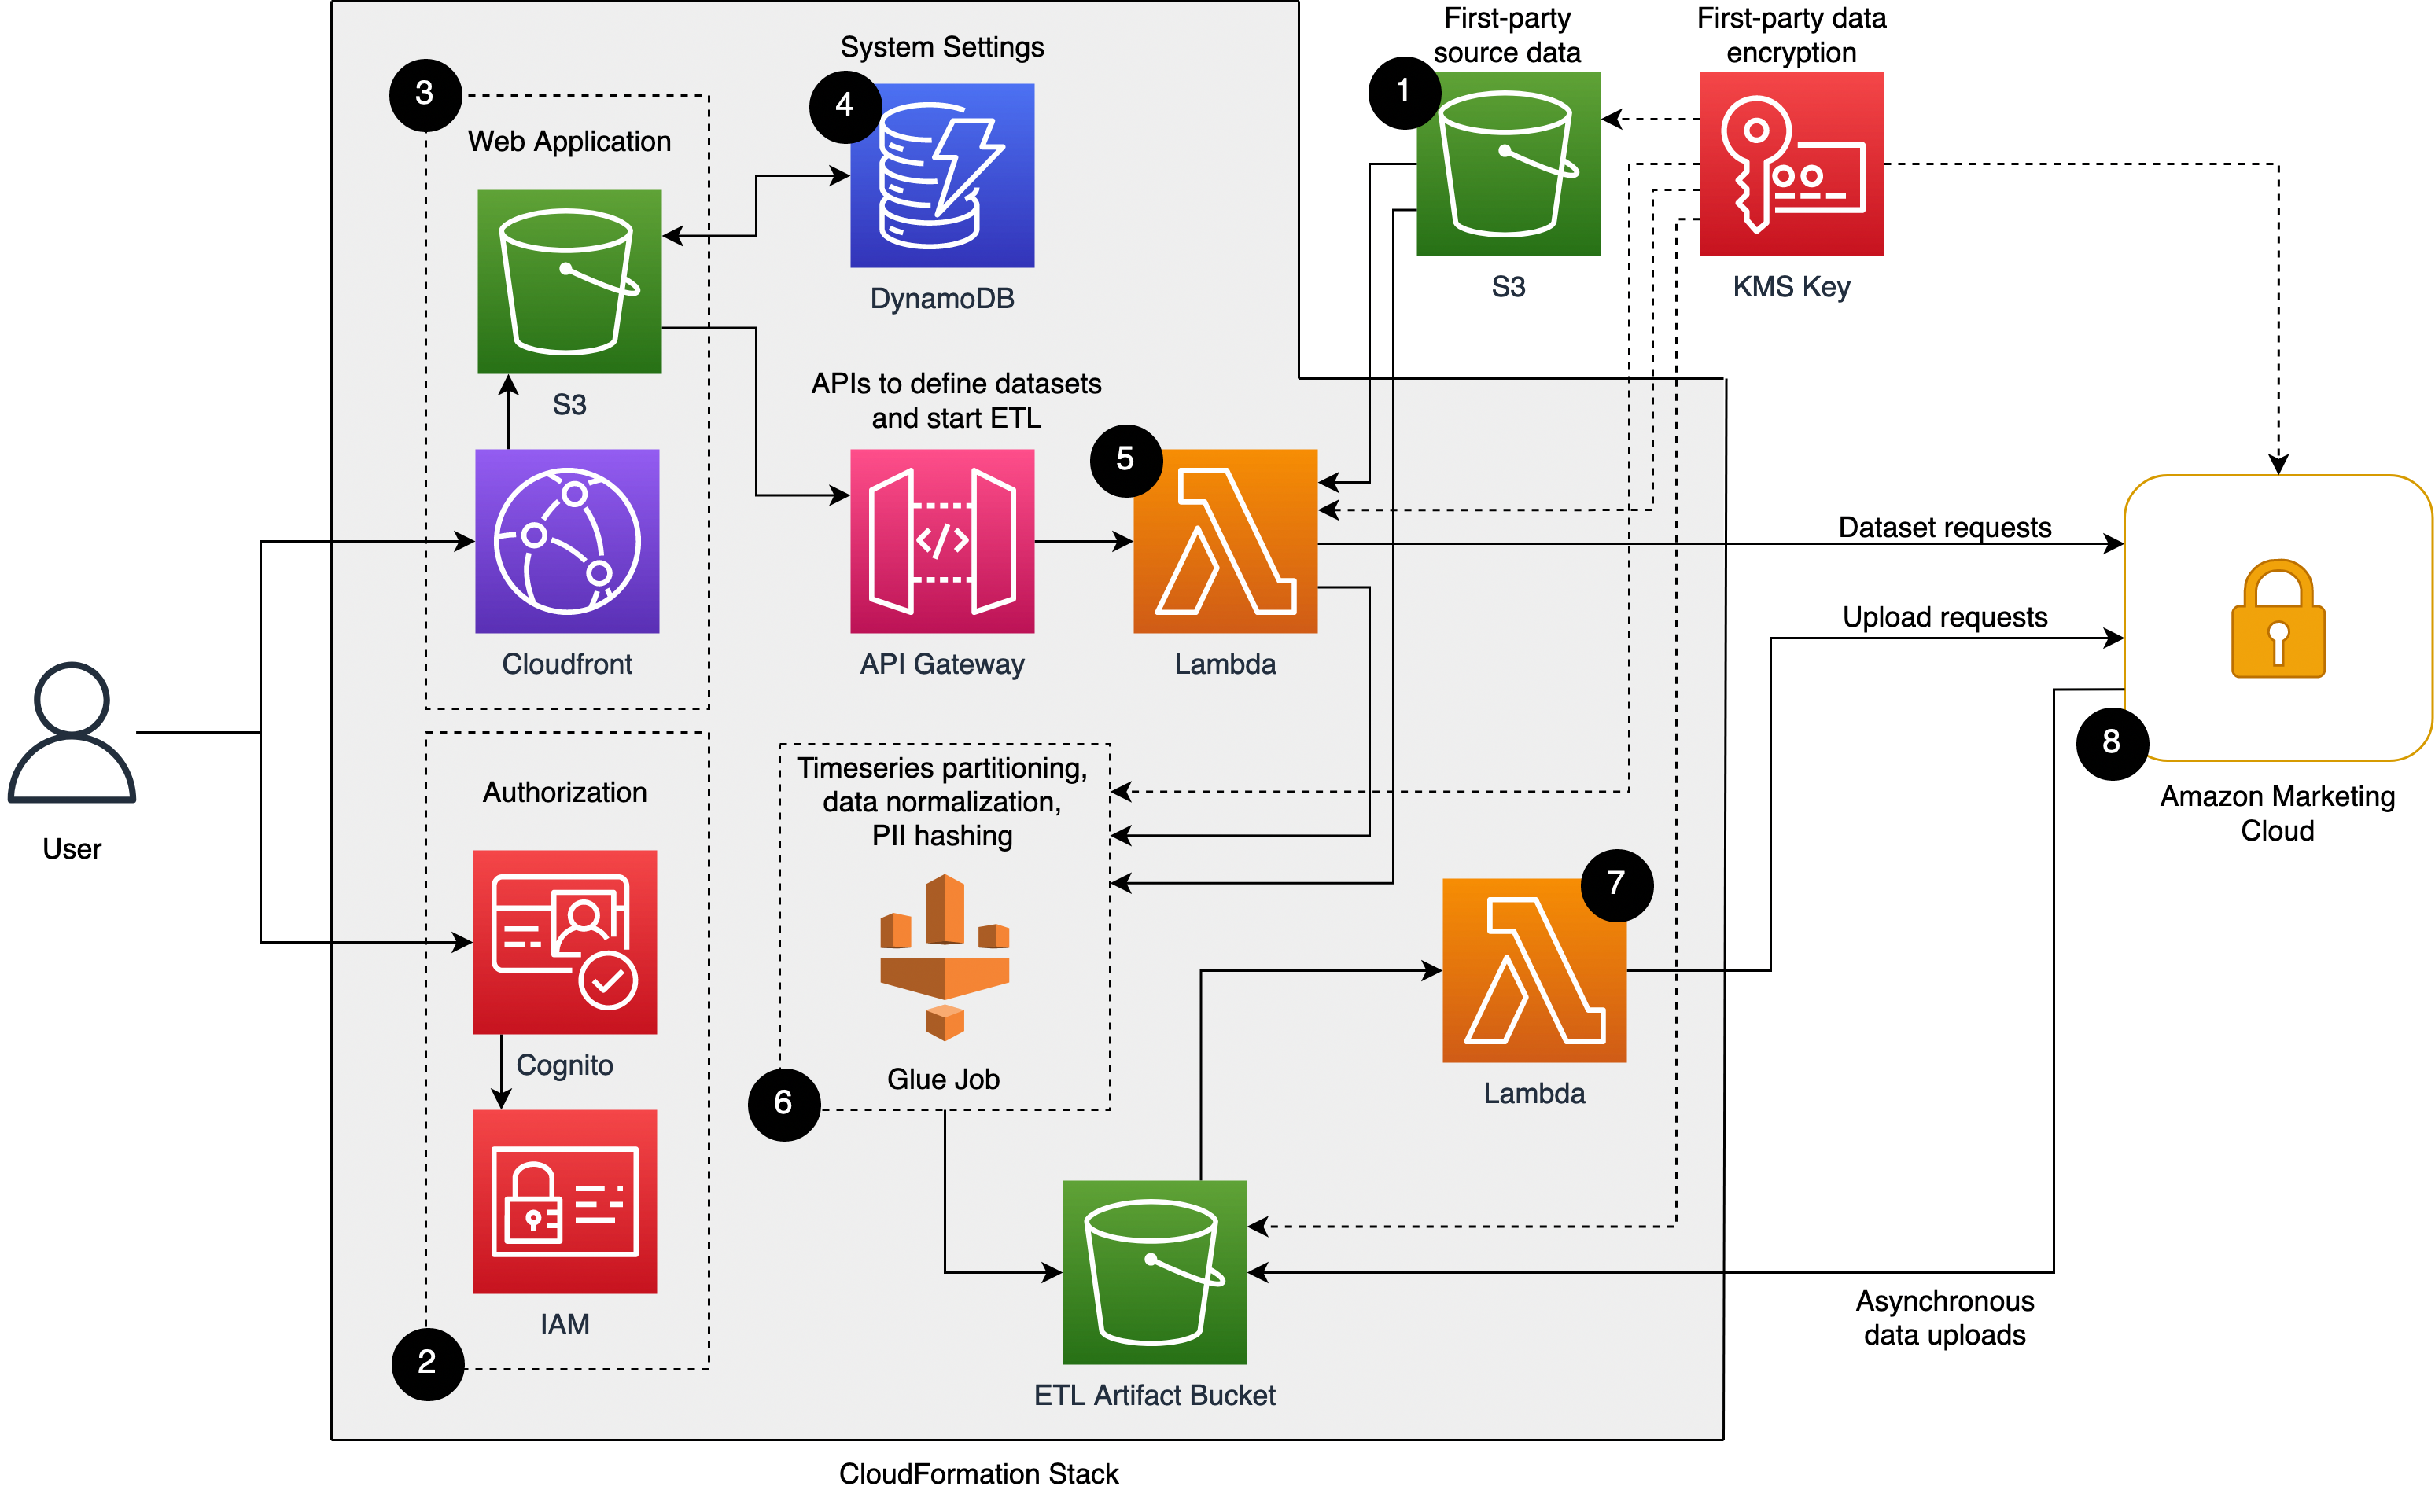 First-party
source data
First-party data
encryption
System Settings
3
4
1
Web Application
S3
DynamoDB
S3
KMS Key
APIs to define datasets
and start ETL
5
</>
Cloudfront
API Gateway
Lambda
Dataset requests
Upload requests
8
Amazon Marketing
Cloud
User
Authorization
Timeseries partitioning,
data normalization,
PII hashing
7
Cognito
Glue Job
6
Lambda
IAM
2
ETL Artifact Bucket
Asynchronous
data uploads
CloudFormation Stack